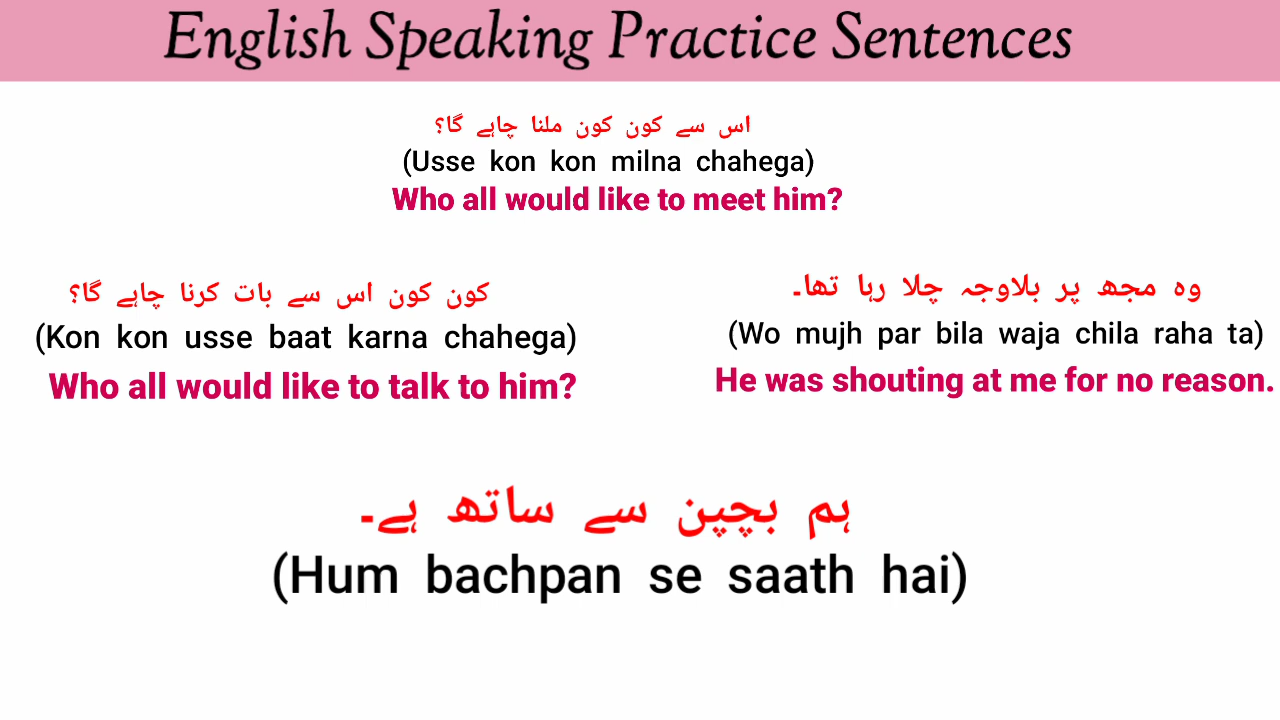 English Speaking Practice Sentences
اس سے کون کون ملنا چاہے گا؟
(Usse kon kon milna chahega)
Who all would like to meet him?
کون کون اس سے بات کرنا چاہے گا؟
(Kon kon usse baat karna chahega)
Who all would like to talk to him?
وہ مجھ پر بلاوجہ چلا رہا تھا۔
(Wo mujh par bila waja chila raha ta)
He was shouting at me for no reason.
ہم بچپن سے ساتھ ہے۔
(Hum bachpan se saath hai)